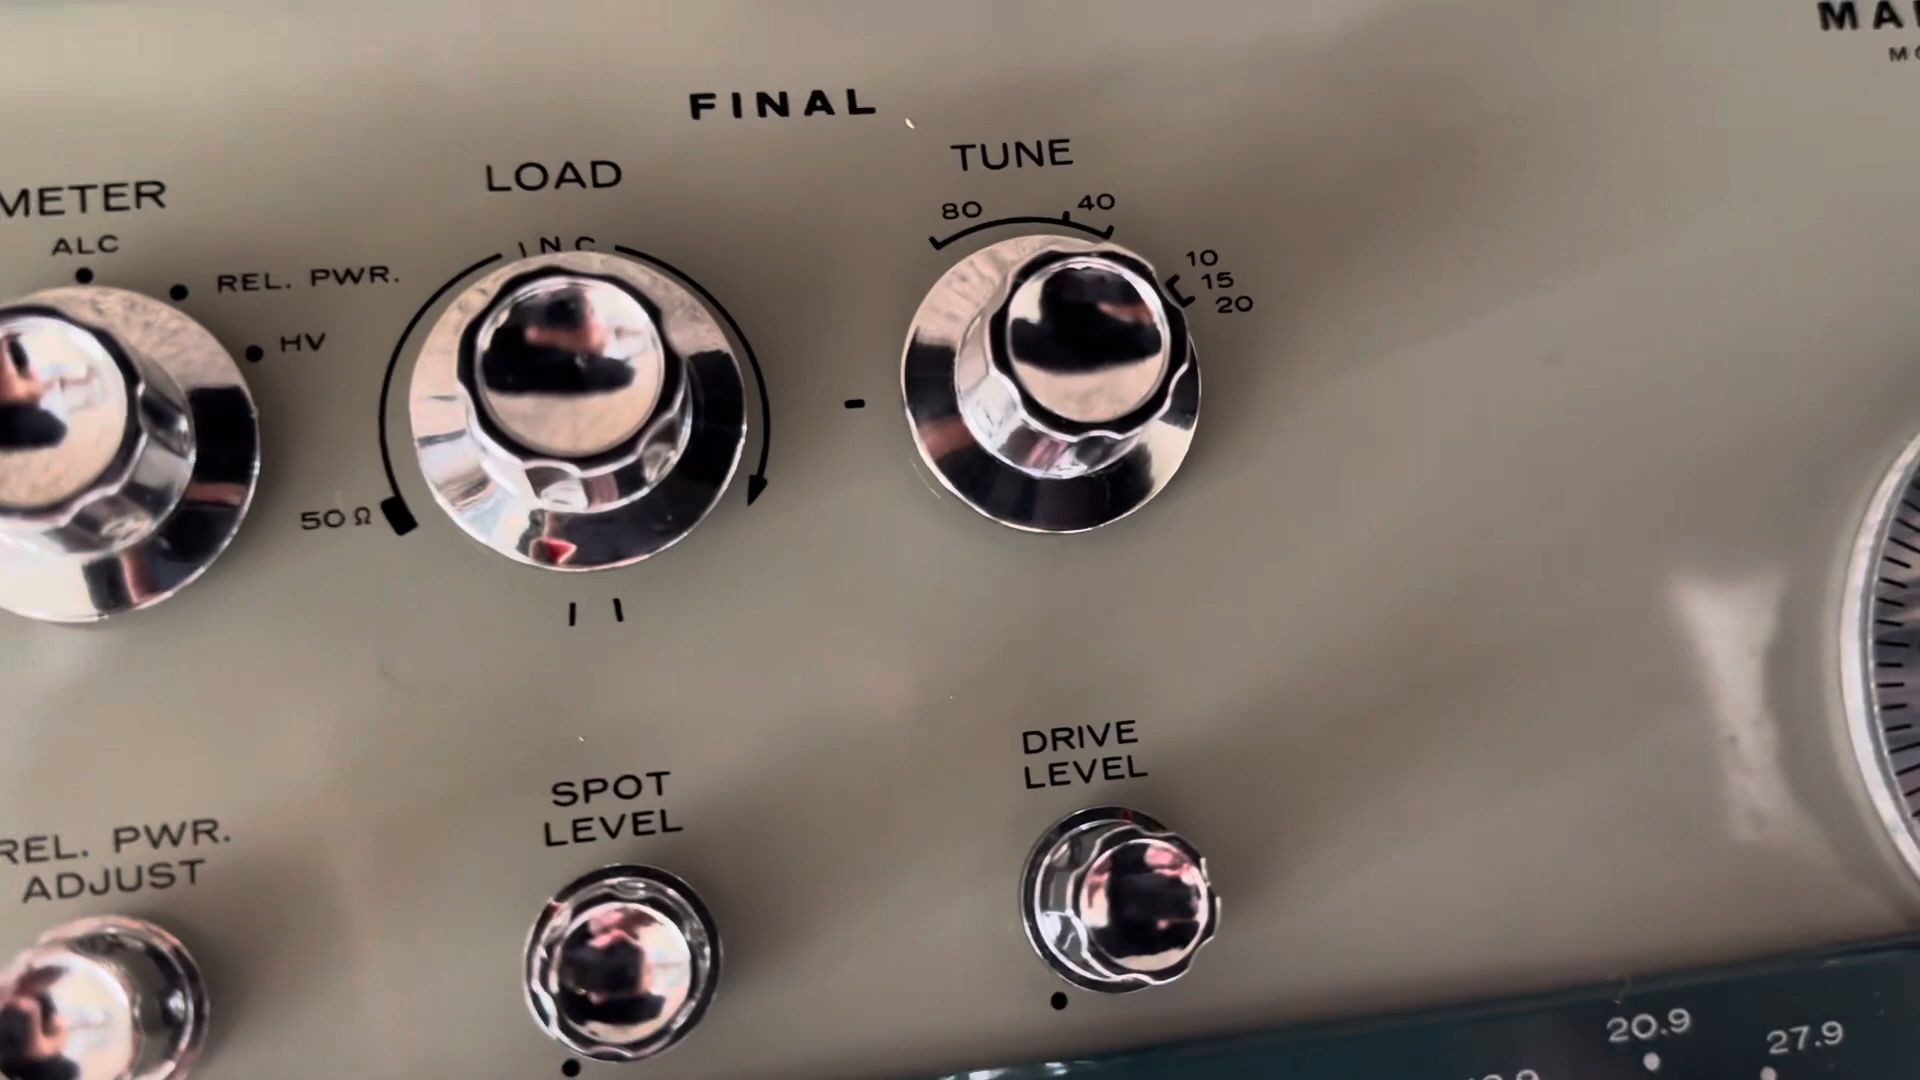 FINAL
METER
LOAD
TUNE
ALC
REL. PWR.
HV
INC
50 Ω
80
40
10
15
20
REL. PWR.
ADJUST
SPOT
LEVEL
DRIVE
LEVEL
20.9
27.9